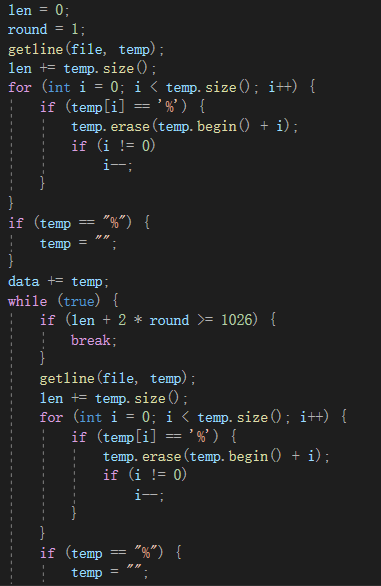 len = 0;
round = 1;
getline(file, temp);
len += temp.size();
for (int i = 0; i < temp.size(); i++) {
if (temp[i] == '%') {
temp.erase(temp.begin() + i);
if (i != 0)
i--;
}
}
if (temp == "%") {
temp = "";
}
data += temp;
while (true) {
if (len + 2 * round >= 1026) {
break;
}
getline(file, temp);
len += temp.size();
for (int i = 0; i < temp.size(); i++) {
if (temp[i] == '%') {
temp.erase(temp.begin() + i);
if (i != 0)
i--;
}
}
if (temp == "%") {
temp = "";